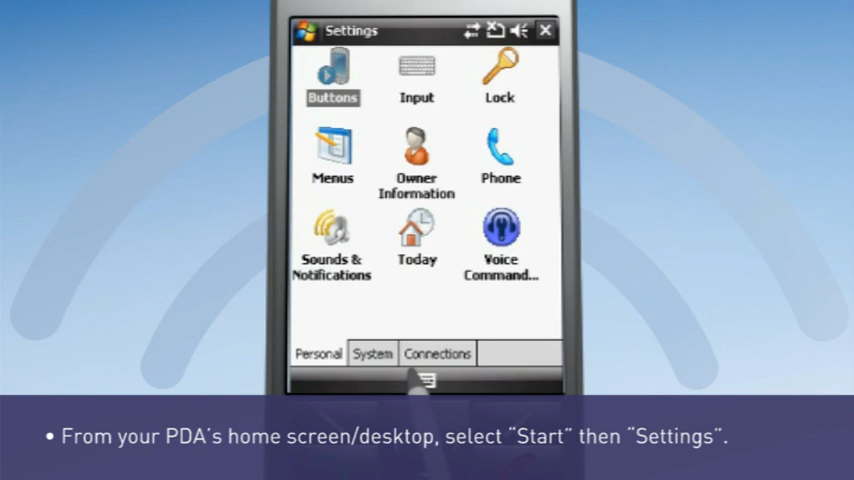 Settings
Buttons Input Lock
Menus Owner Information Phone
Sounds & Notifications Today Voice Command...
Personal System Connections
• From your PDA's home screen/desktop, select "Start" then "Settings".